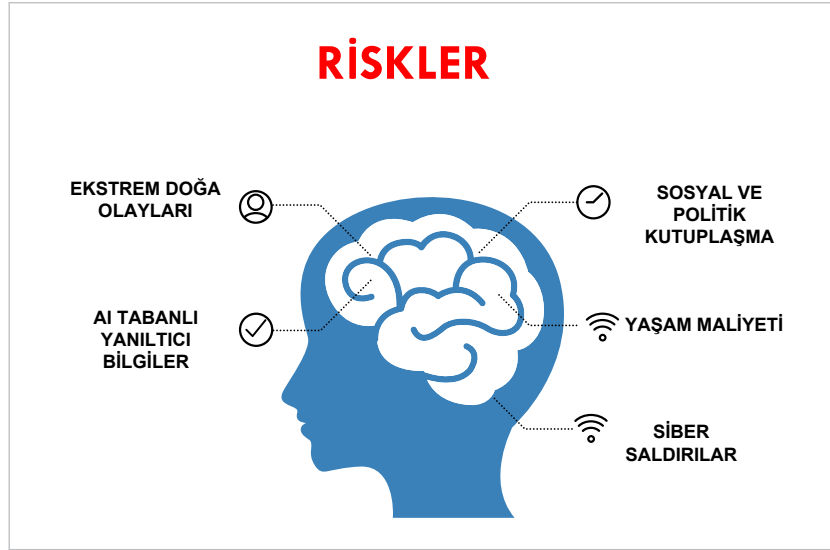 RİSKLER
EKSTREM DOĞA
OLAYLARI
AI TABANLI
YANILTICI
BİLGİLER
SOSYAL VE
POLİTİK
KUTUPLAŞMA
YAŞAM MALİYETİ
SİBER
SALDIRILAR